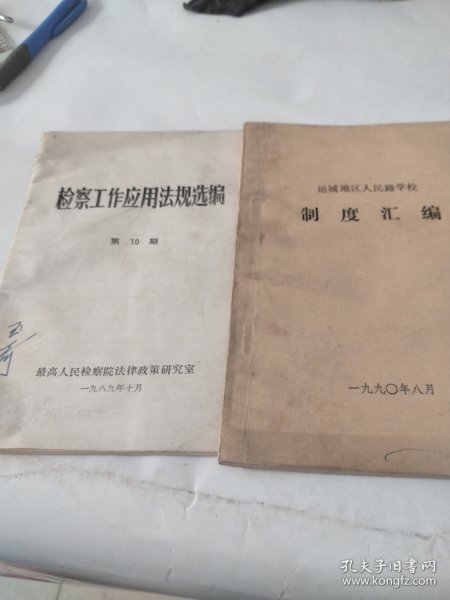 检察工作应用法规选编
第 10 期
最高人民检察院法律政策研究室
一九八九年十月
运城地区人民路学校
制度汇编
一九九〇年八月
孔夫子旧书网
www.kongfz.com